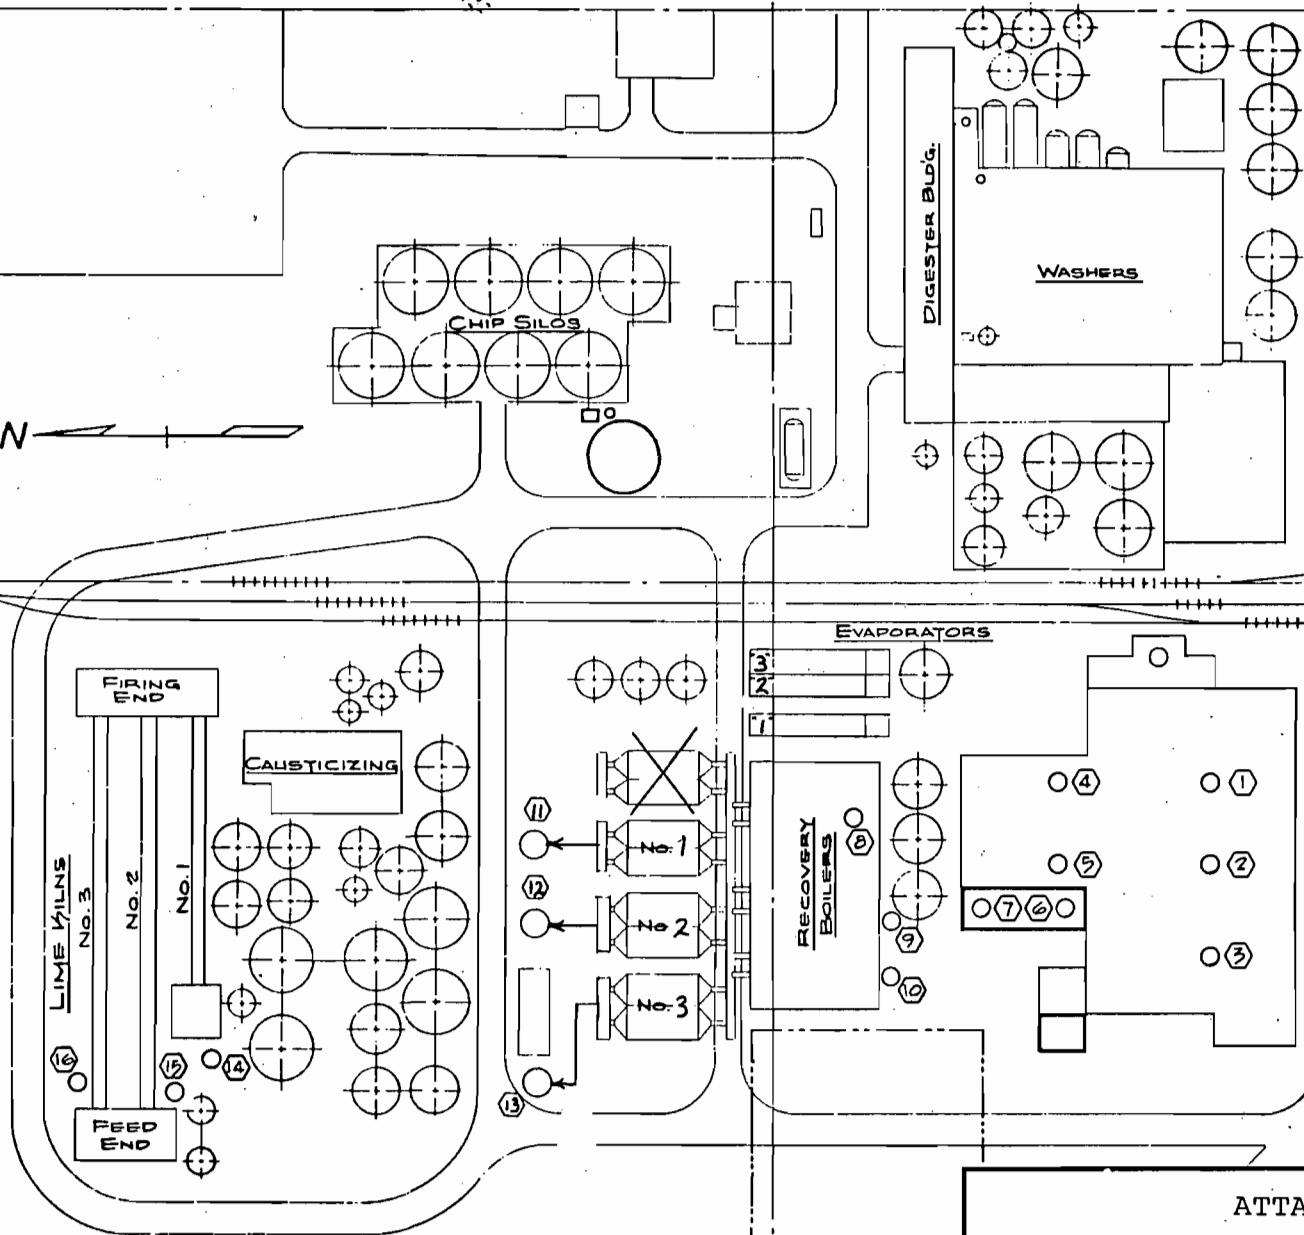 DIGESTER BLD'G.
WASHERS
CHIP SILOS
N
EVAPORATORS
3
2
1
FIRING
END
CAUSTICIZING
LIME KILNS
No. 3
No. 2
No. 1
RECOVERY
BOILERS
No. 1
No 2
No. 3
11
12
13
8
9
10
4
1
5
2
7
6
3
16
15
14
FEED
END
ATTA